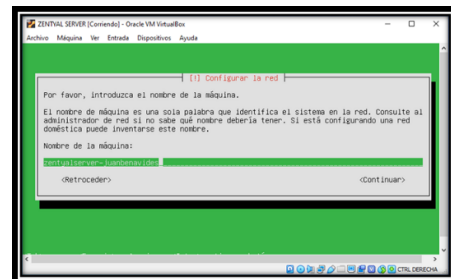 ZENTYAL SERVER [Corriendo] - Oracle VM VirtualBox
Archivo Máquina Ver Entrada Dispositivos Ayuda
[!] Configurar la red
Por favor, introduzca el nombre de la máquina.
El nombre de máquina es una sola palabra que identifica el sistema en la red. Consulte al
administrador de red si no sabe qué nombre debería tener. Si está configurando una red
doméstica puede inventarse este nombre.
Nombre de la máquina:
zentyalserver-juanbenavides
<Retroceder> <Continuar>
CTRL DERECHA